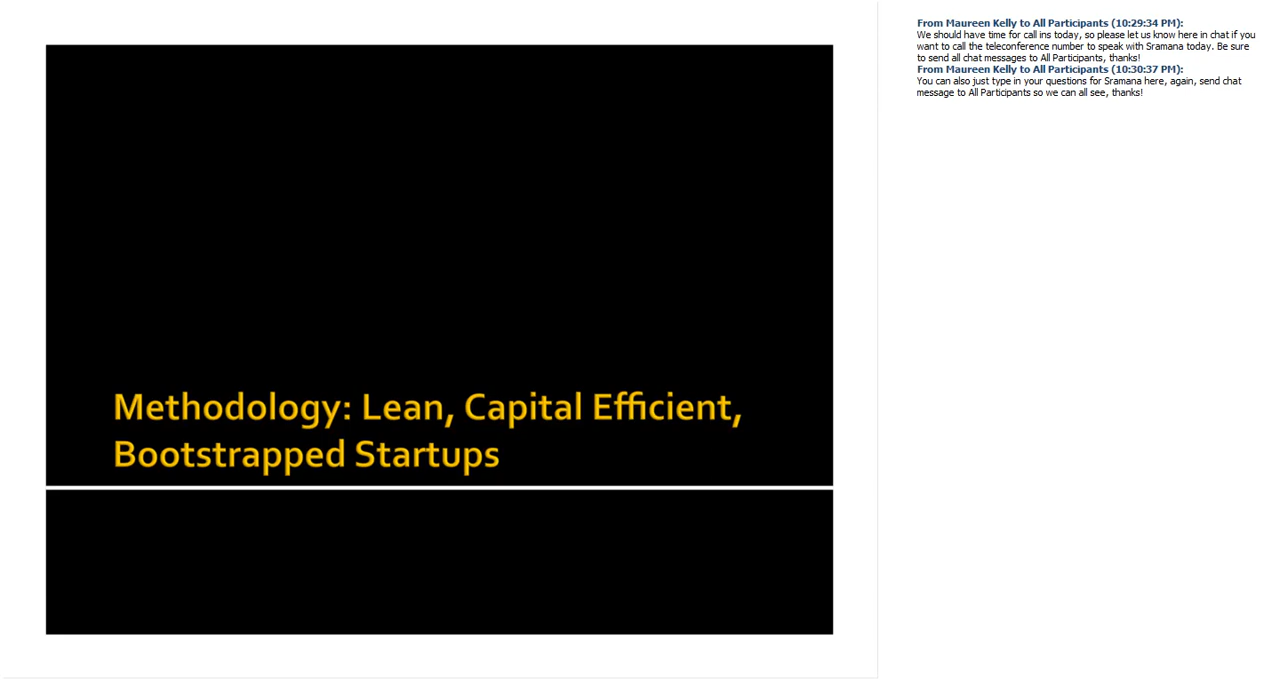 Methodology: Lean, Capital Efficient,
Bootstrapped Startups
From Maureen Kelly to All Participants (10:29:34 PM):
We should have time for call ins today, so please let us know here in chat if you
want to call the teleconference number to speak with Sramana today. Be sure
to send all chat messages to All Participants, thanks!
From Maureen Kelly to All Participants (10:30:37 PM):
You can also just type in your questions for Sramana here, again, send chat
message to All Participants so we can all see, thanks!